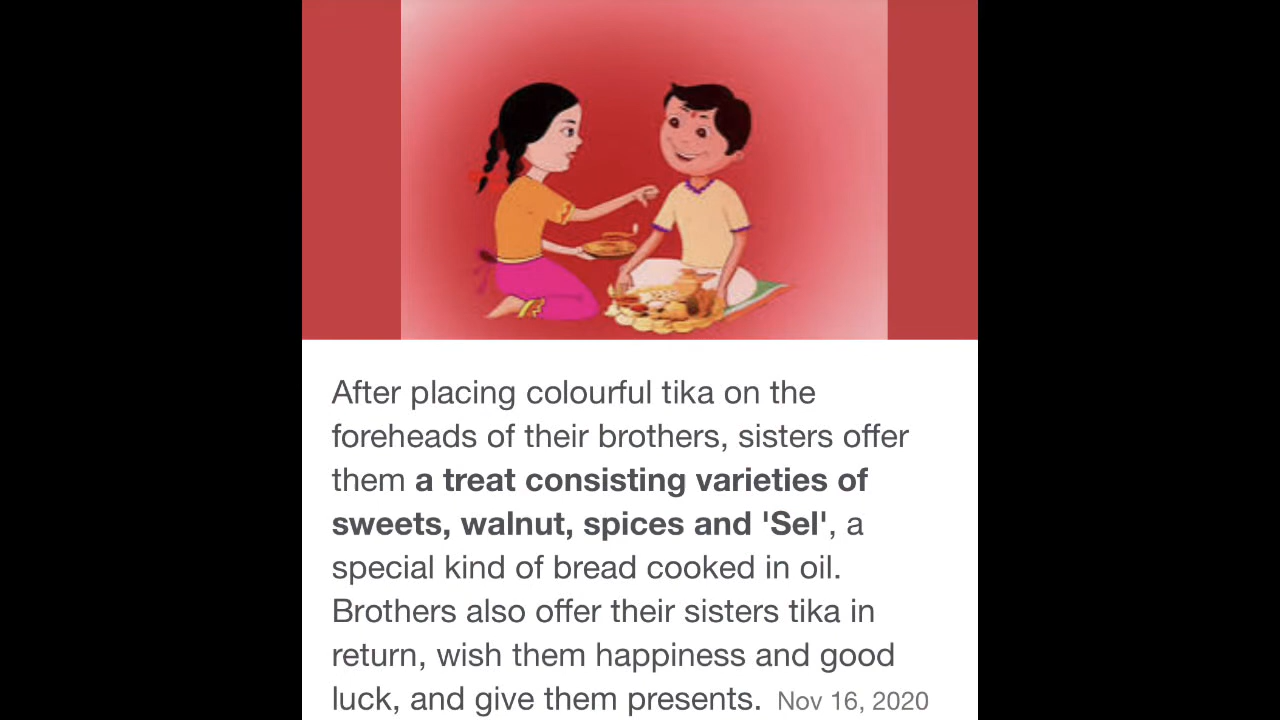 After placing colourful tika on the
foreheads of their brothers, sisters offer
them a treat consisting varieties of
sweets, walnut, spices and 'Sel', a
special kind of bread cooked in oil.
Brothers also offer their sisters tika in
return, wish them happiness and good
luck, and give them presents. Nov 16, 2020